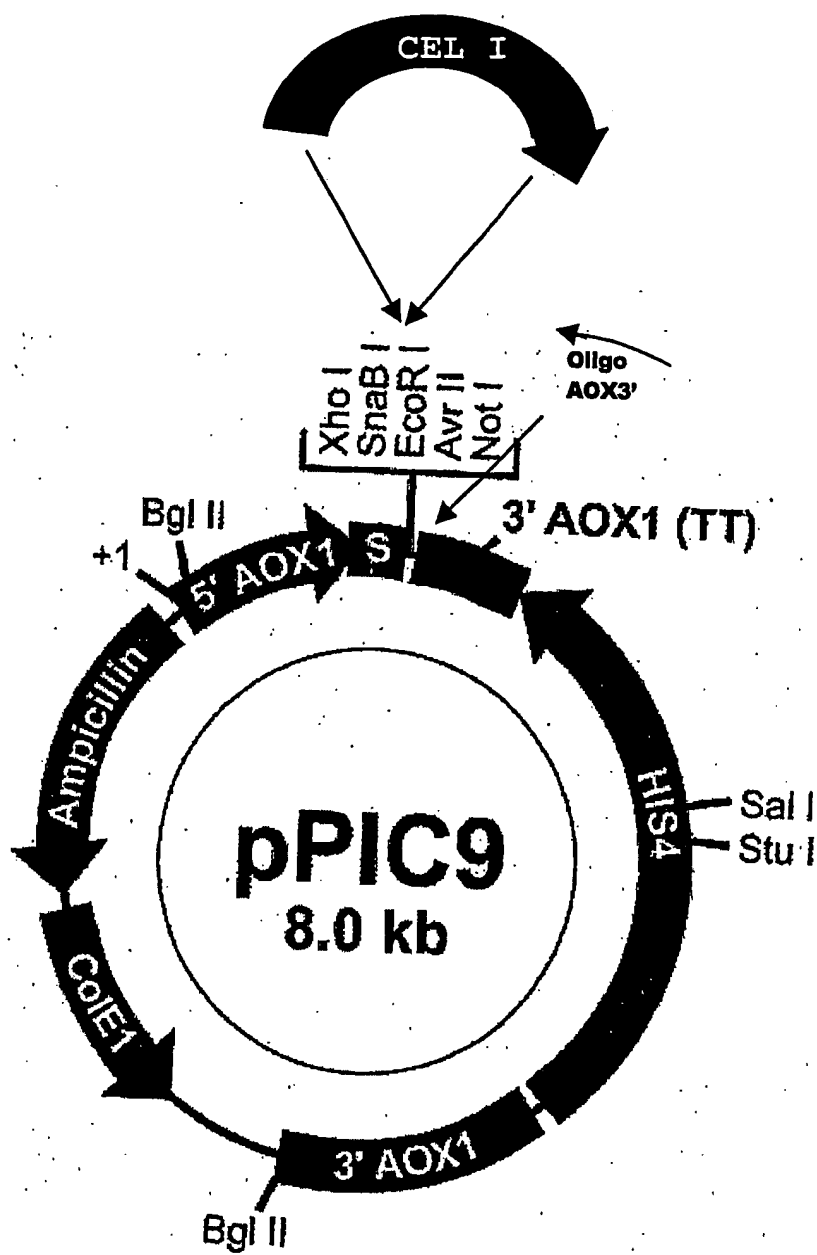 CEL I
Xho I
SnaB I
EcoR I
Avr II
Not I
Oligo
AOX3'
Bgl II
+1
5' AOX1
S
3' AOX1 (TT)
Ampicillin
HIS4
Sal I
Stu I
pPIC9
8.0 kb
ColE1
3' AOX1
Bgl II